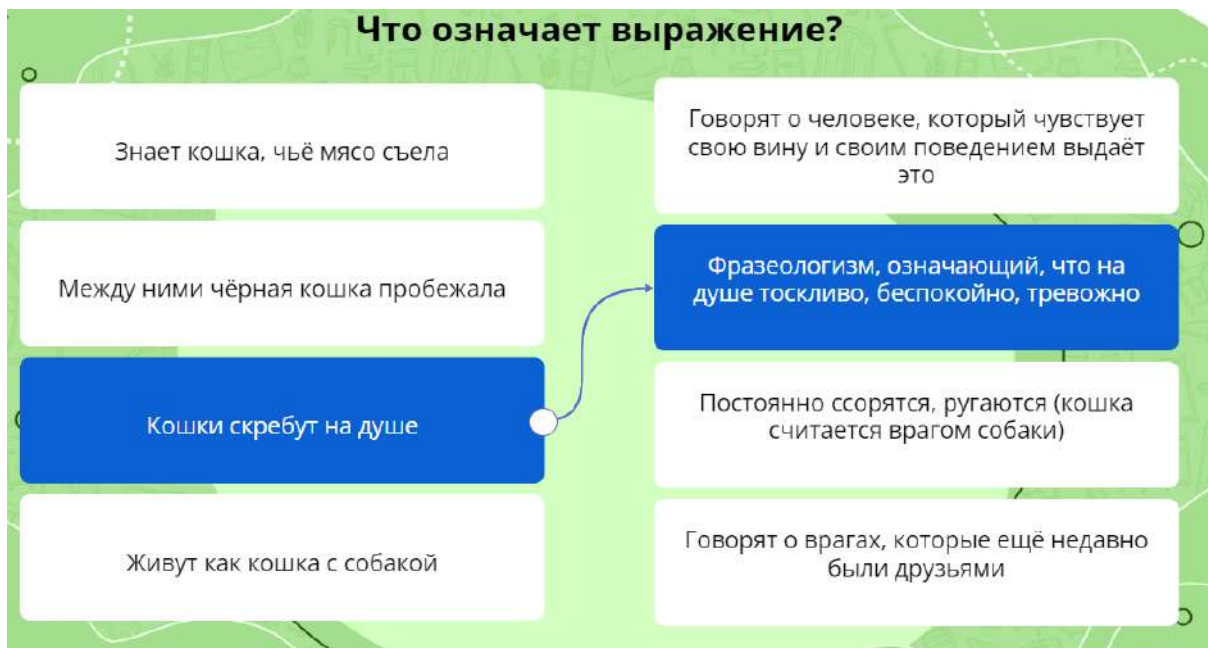 Что означает выражение?
Знает кошка, чьё мясо съела
Между ними чёрная кошка пробежала
Кошки скребут на душе
Живут как кошка с собакой
Говорят о человеке, который чувствует
свою вину и своим поведением выдаёт
это
Фразеологизм, означающий, что на
душе тоскливо, беспокойно, тревожно
Постоянно ссорятся, ругаются (кошка
считается врагом собаки)
Говорят о врагах, которые ещё недавно
были друзьями